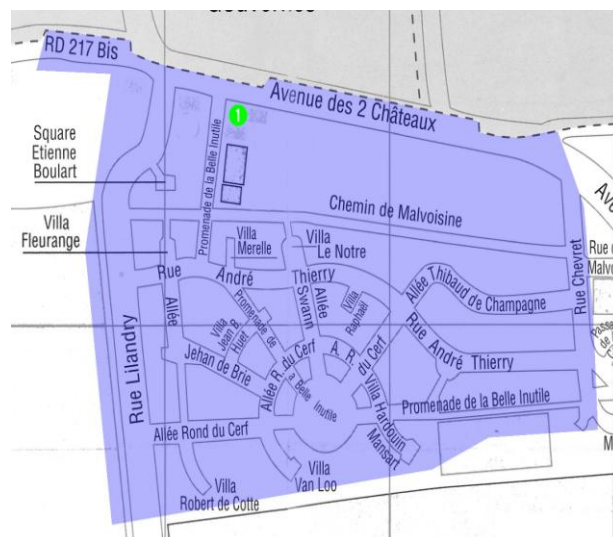 RD 217 Bis
Avenue des 2 Châteaux
1
Square
Etienne
Boulart
Promenade de la Belle Inutile
Chemin de Malvoisine
Villa
Fleurange
Villa
Merelle
Villa
Le Notre
Rue André Thierry
Allée
Swann
Allée
Villa
Raphaël
Allée Thibaud de Champagne
Rue Chevret
Rue d
Malvoi
Promenade de
la Belle Inutile
Villa
Jean B.
Huet
Jehan de Brie
Rue Lilandry
Allée R. du Cerf
A. R. du Cerf
Rue André Thierry
Villa Hardouin
Mansart
Promenade de la Belle Inutile
Allée Rond du Cerf
Villa
Van Loo
Villa
Robert de Cotte